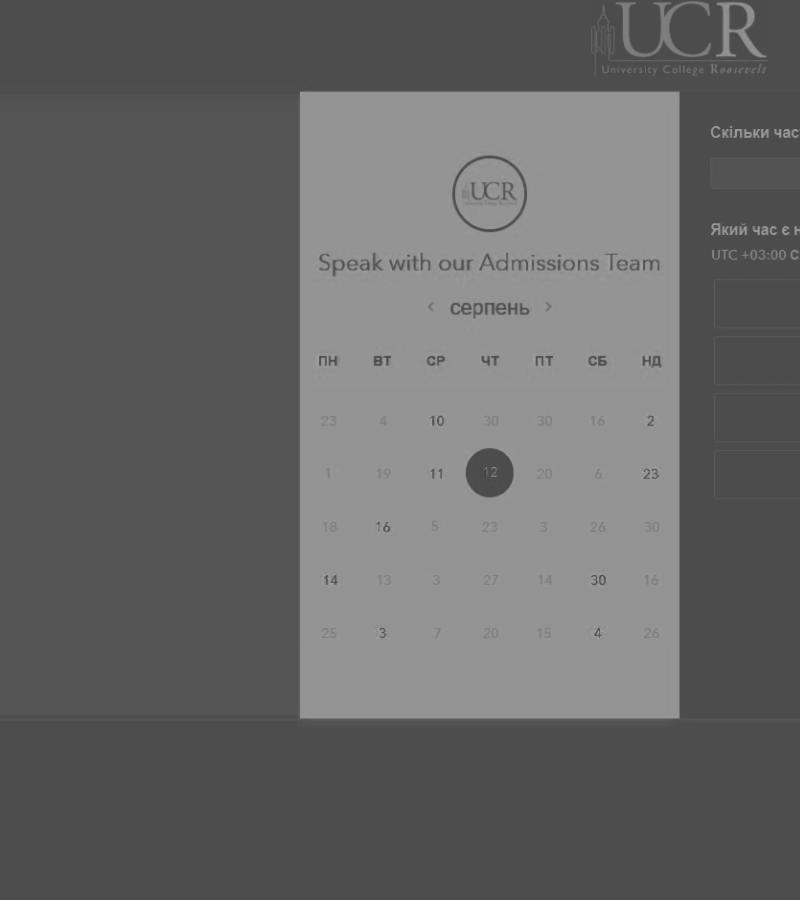 UCR
University College Roosevelt
UCR
Speak with our Admissions Team
< серпень >
ПН ВТ СР ЧТ ПТ СБ НД
23 4 10 30 30 16 2
1 19 11 12 20 6 23
18 16 5 23 3 26 30
14 13 3 27 14 30 16
25 3 7 20 15 4 26
Скільки час
Який час є н
UTC +03:00 С